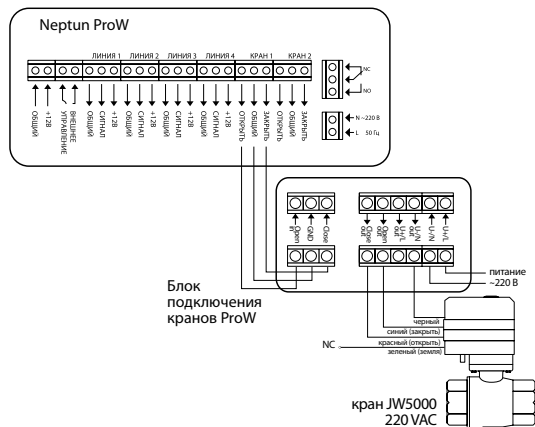 Neptun ProW
ЛИНИЯ 1 ЛИНИЯ 2 ЛИНИЯ 3 ЛИНИЯ 4 КРАН 1 КРАН 2
ОБЩИЙ
+12В
ВНЕШНЕЕ
УПРАВЛЕНИЕ
ОБЩИЙ
СИГНАЛ
+12В
ОБЩИЙ
СИГНАЛ
+12В
ОБЩИЙ
СИГНАЛ
+12В
ОБЩИЙ
СИГНАЛ
+12В
ОТКРЫТЬ
ОБЩИЙ
ЗАКРЫТЬ
ОТКРЫТЬ
ОБЩИЙ
ЗАКРЫТЬ
NC
NO
N ~220 В
L 50 Гц
Open in
GND
Close
Close out
Open out
U+/L out
U-/N out
U-/N
U+/L
Блок
подключения
кранов ProW
питание
~220 В
черный
синий (закрыть)
красный (открыть)
NC зеленый (земля)
кран JW5000
220 VAC